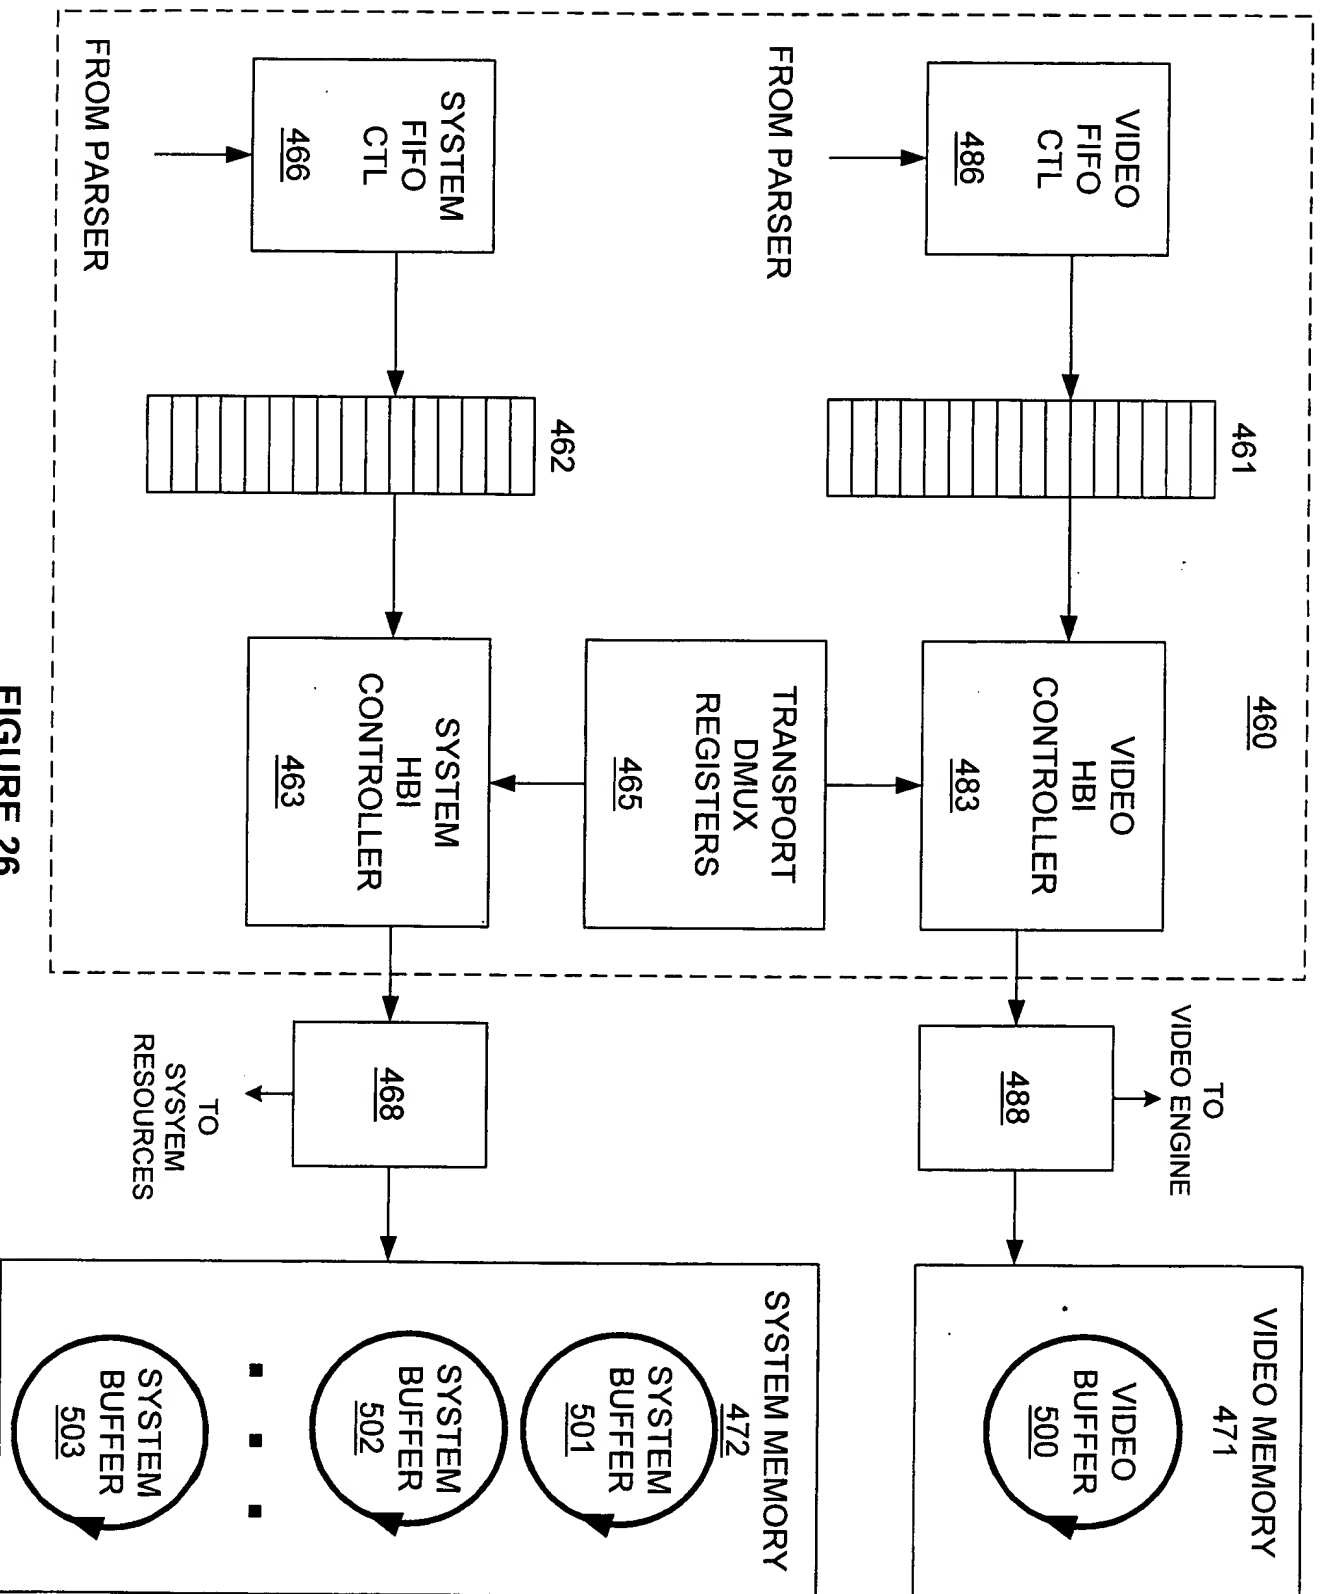 460
VIDEO
FIFO
CTL
486
FROM PARSER
461
VIDEO
HBI
CONTROLLER
483
TO
VIDEO ENGINE
488
VIDEO MEMORY
471
VIDEO
BUFFER
500
TRANSPORT
DMUX
REGISTERS
465
SYSTEM
FIFO
CTL
466
FROM PARSER
462
SYSTEM
HBI
CONTROLLER
463
468
TO
SYSYEM
RESOURCES
SYSTEM MEMORY
472
SYSTEM
BUFFER
501
SYSTEM
BUFFER
502
SYSTEM
BUFFER
503
FIGURE 26